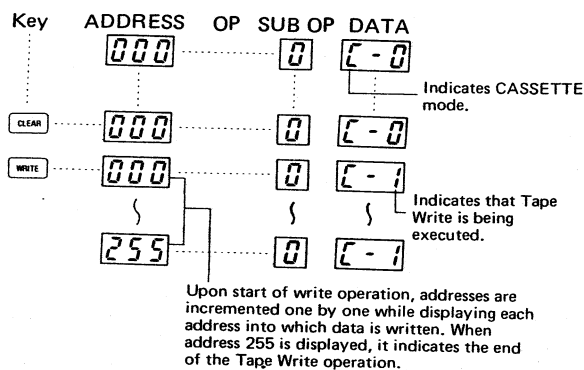 Key ADDRESS OP SUB OP DATA
000 0 C-0
Indicates CASSETTE
mode.
CLEAR 000 0 C-0
WRITE 000 0 C-1
Indicates that Tape
Write is being
executed.
255 0 C-1
Upon start of write operation, addresses are
incremented one by one while displaying each
address into which data is written. When
address 255 is displayed, it indicates the end
of the Tape Write operation.